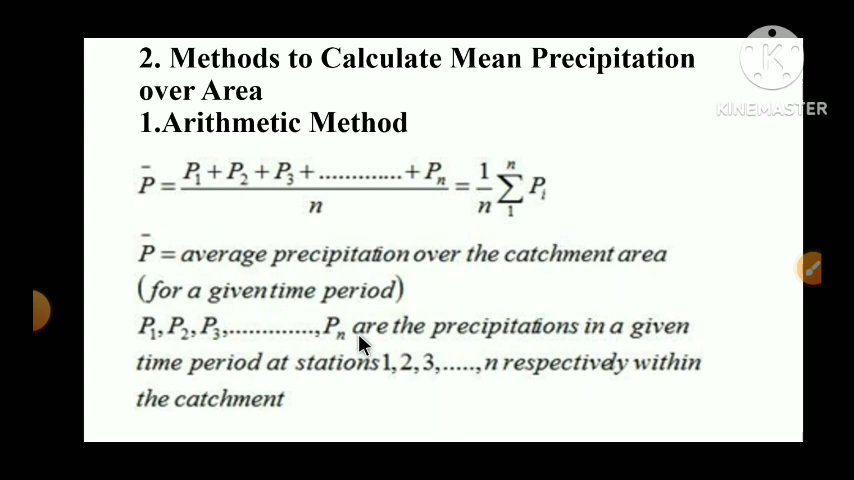 2. Methods to Calculate Mean Precipitation
over Area
1.Arithmetic Method
P̄ = (P₁ + P₂ + P₃ + ............. + Pₙ) / n = 1/n ∑₁ⁿ Pᵢ
P̄ = average precipitation over the catchment area
(for a given time period)
P₁, P₂, P₃,.............., Pₙ are the precipitations in a given
time period at stations 1, 2, 3, ....., n respectively within
the catchment
K
KINEMASTER